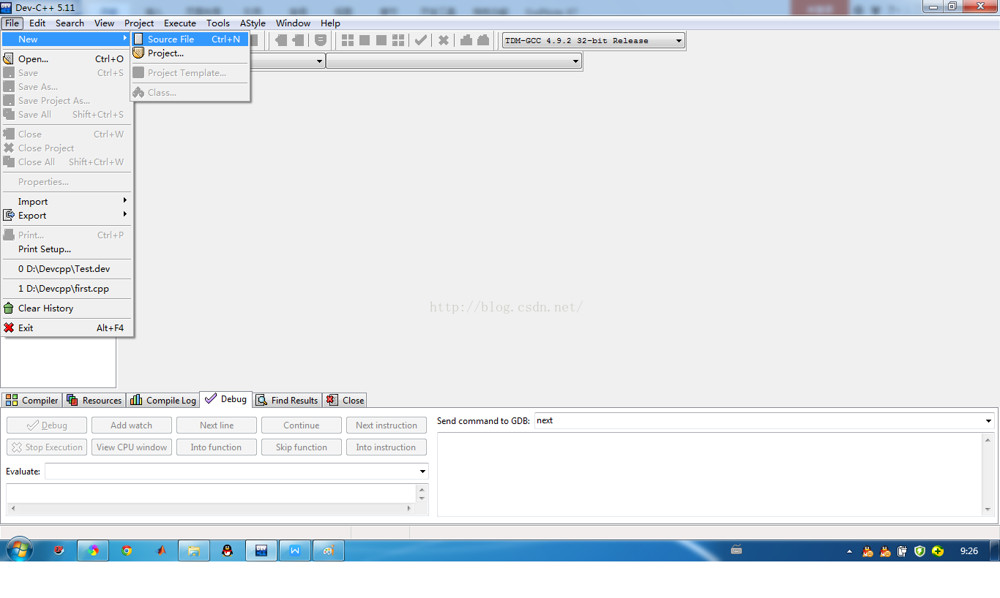 Dev-C++ 5.11
File Edit Search View Project Execute Tools AStyle Window Help
New
Source File Ctrl+N
TDM-GCC 4.9.2 32-bit Release
Project...
Open... Ctrl+O
Save Ctrl+S
Project Template...
Save As...
Class...
Save Project As...
Save All Shift+Ctrl+S
Close Ctrl+W
Close Project
Close All Shift+Ctrl+W
Properties...
Import
Export
Print... Ctrl+P
Print Setup...
0 D:\Devcpp\Test.dev
1 D:\Devcpp\first.cpp
Clear History
http://blog.csdn.net/
Exit Alt+F4
Compiler Resources Compile Log Debug Find Results Close
Debug Add watch Next line Continue Next instruction
Send command to GDB: next
Stop Execution View CPU window Into function Skip function Into instruction
Evaluate:
9:26